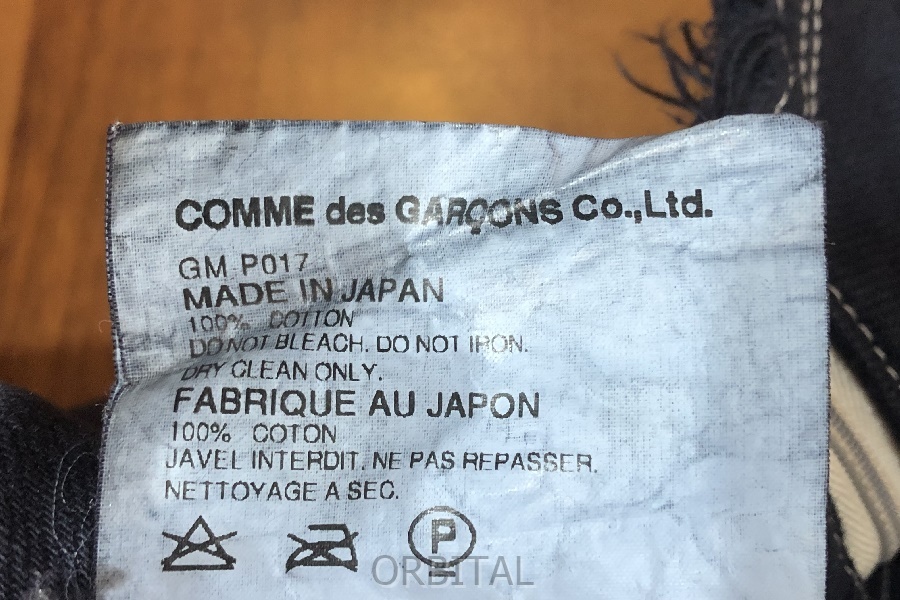 COMME des GARÇONS Co.,Ltd.
GM P017
MADE IN JAPAN
100% COTTON
DO NOT BLEACH. DO NOT IRON.
DRY CLEAN ONLY.
FABRIQUE AU JAPON
100% COTON
JAVEL INTERDIT. NE PAS REPASSER.
NETTOYAGE A SEC.
P
ORBITAL